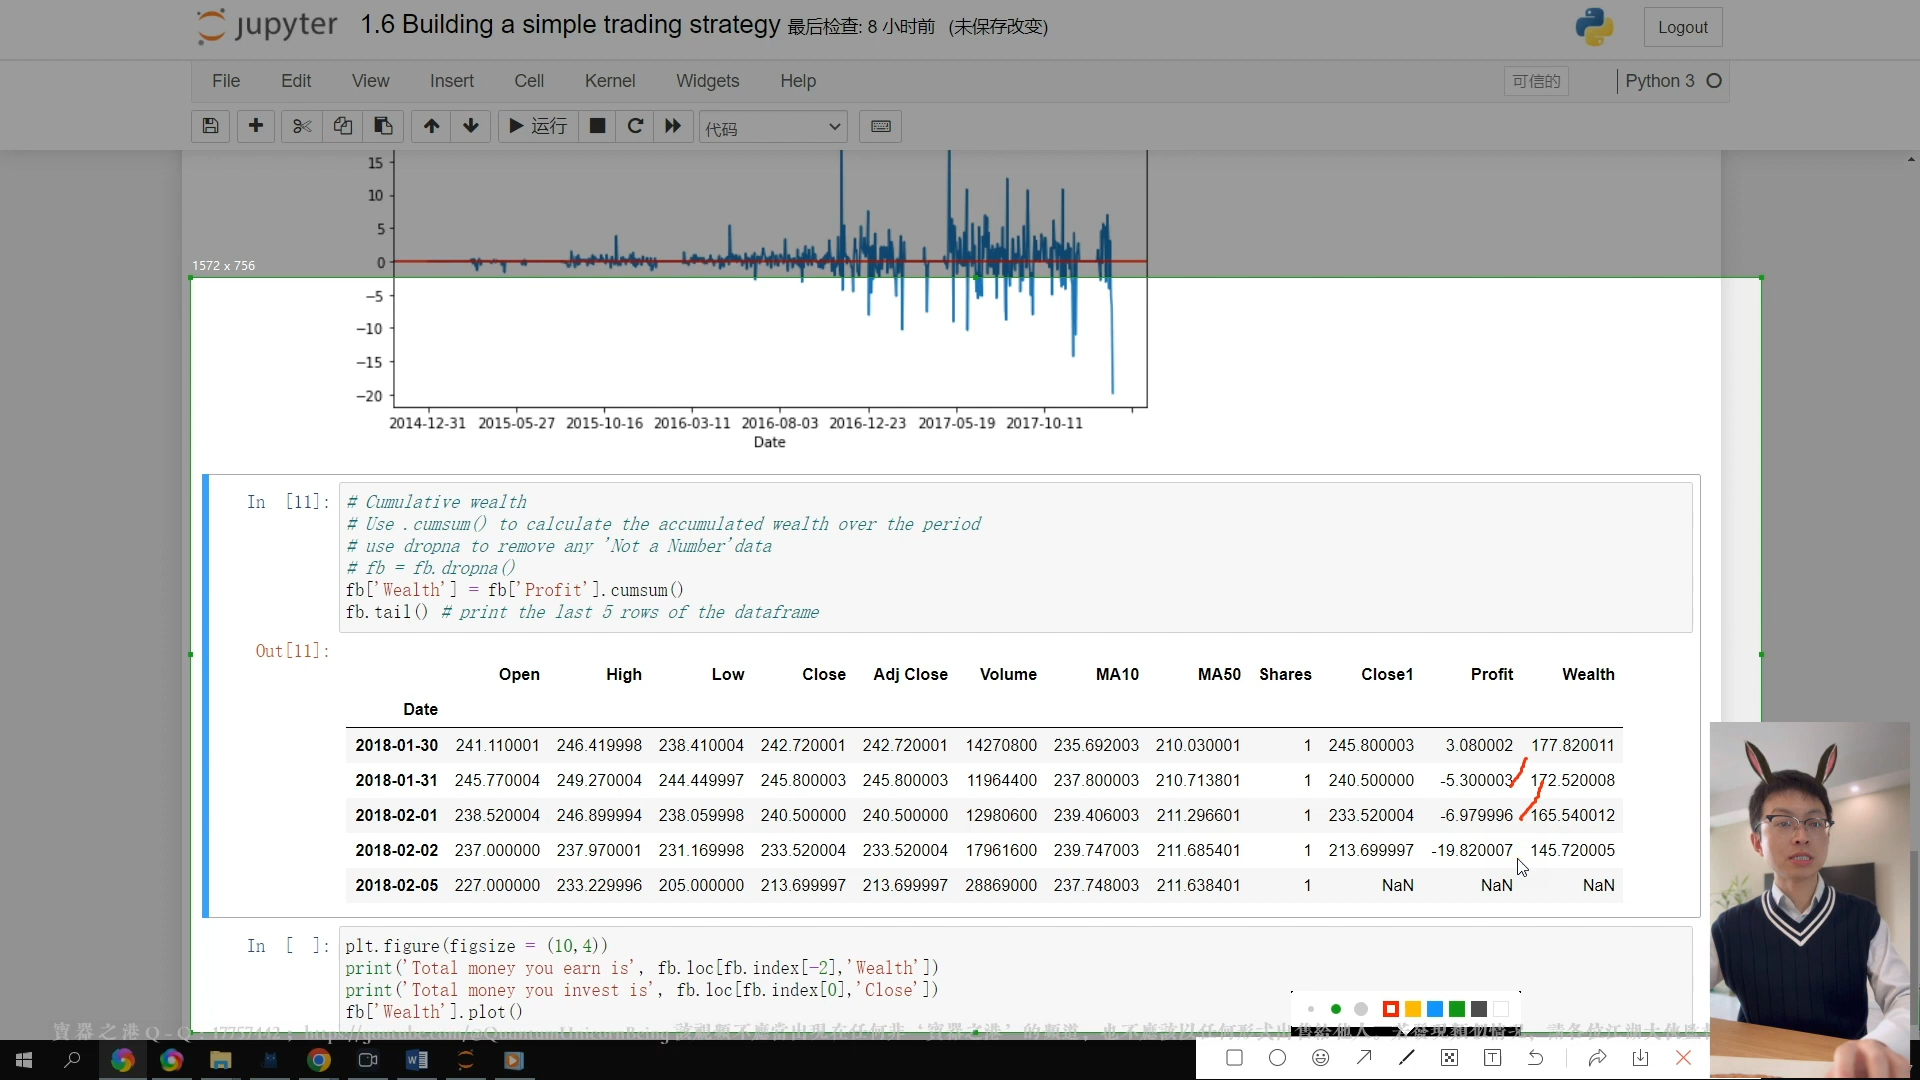 jupyter 1.6 Building a simple trading strategy 最后检查: 8 小时前 (未保存改变) Logout
File Edit View Insert Cell Kernel Widgets Help 可信的 Python 3
运行 代码
15
10
5
0
−5
−10
−15
−20
1572 x 756
2014-12-31 2015-05-27 2015-10-16 2016-03-11 2016-08-03 2016-12-23 2017-05-19 2017-10-11
Date
In [11]:
# Cumulative wealth
# Use .cumsum() to calculate the accumulated wealth over the period
# use dropna to remove any 'Not a Number'data
# fb = fb.dropna()
fb['Wealth'] = fb['Profit'].cumsum()
fb.tail() # print the last 5 rows of the dataframe
Out[11]:
Open High Low Close Adj Close Volume MA10 MA50 Shares Close1 Profit Wealth
Date
2018-01-30 241.110001 246.419998 238.410004 242.720001 242.720001 14270800 235.692003 210.030001 1 245.800003 3.080002 177.820011
2018-01-31 245.770004 249.270004 244.449997 245.800003 245.800003 11964400 237.800003 210.713801 1 240.500000 -5.300003 172.520008
2018-02-01 238.520004 246.899994 238.059998 240.500000 240.500000 12980600 239.406003 211.296601 1 233.520004 -6.979996 165.540012
2018-02-02 237.000000 237.970001 231.169998 233.520004 233.520004 17961600 239.747003 211.685401 1 213.699997 -19.820007 145.720005
2018-02-05 227.000000 233.229996 205.000000 213.699997 213.699997 28869000 237.748003 211.638401 1 NaN NaN NaN
In [ ]:
plt.figure(figsize = (10,4))
print('Total money you earn is', fb.loc[fb.index[-2],'Wealth'])
print('Total money you invest is', fb.loc[fb.index[0],'Close'])
fb['Wealth'].plot()